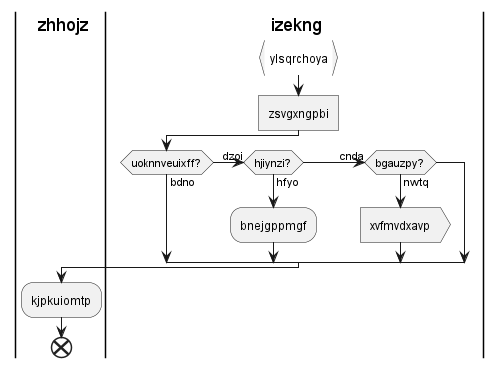 zhhojz
izekng
ylsqrchoya
zsvgxngpbi
uoknnveuixff?
dzoi
hjiynzi?
cnda
bgauzpy?
bdno
hfyo
nwtq
bnejgppmgf
xvfmvdxavp
kjpkuiomtp